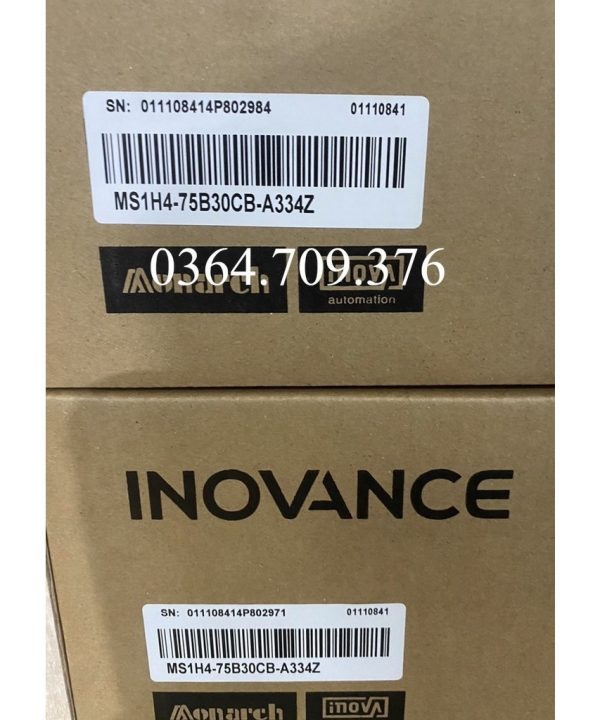 SN: 011108414P802984 01110841
MS1H4-75B30CB-A334Z
0364.709.376
Monarch inova
automation
INOVANCE
SN: 011108414P802971 01110841
MS1H4-75B30CB-A334Z
Monarch inova